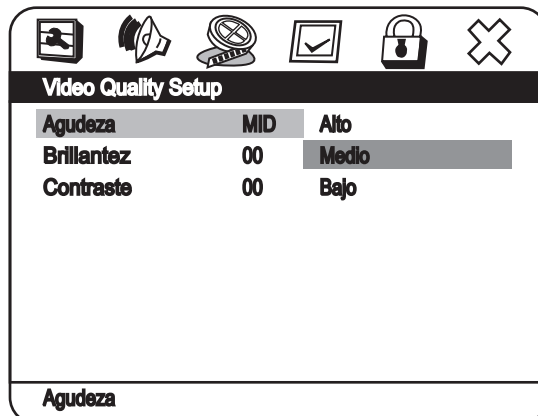 Video Quality Setup
Agudeza MID Alto
Brillantez 00 Medio
Contraste 00 Bajo
Agudeza